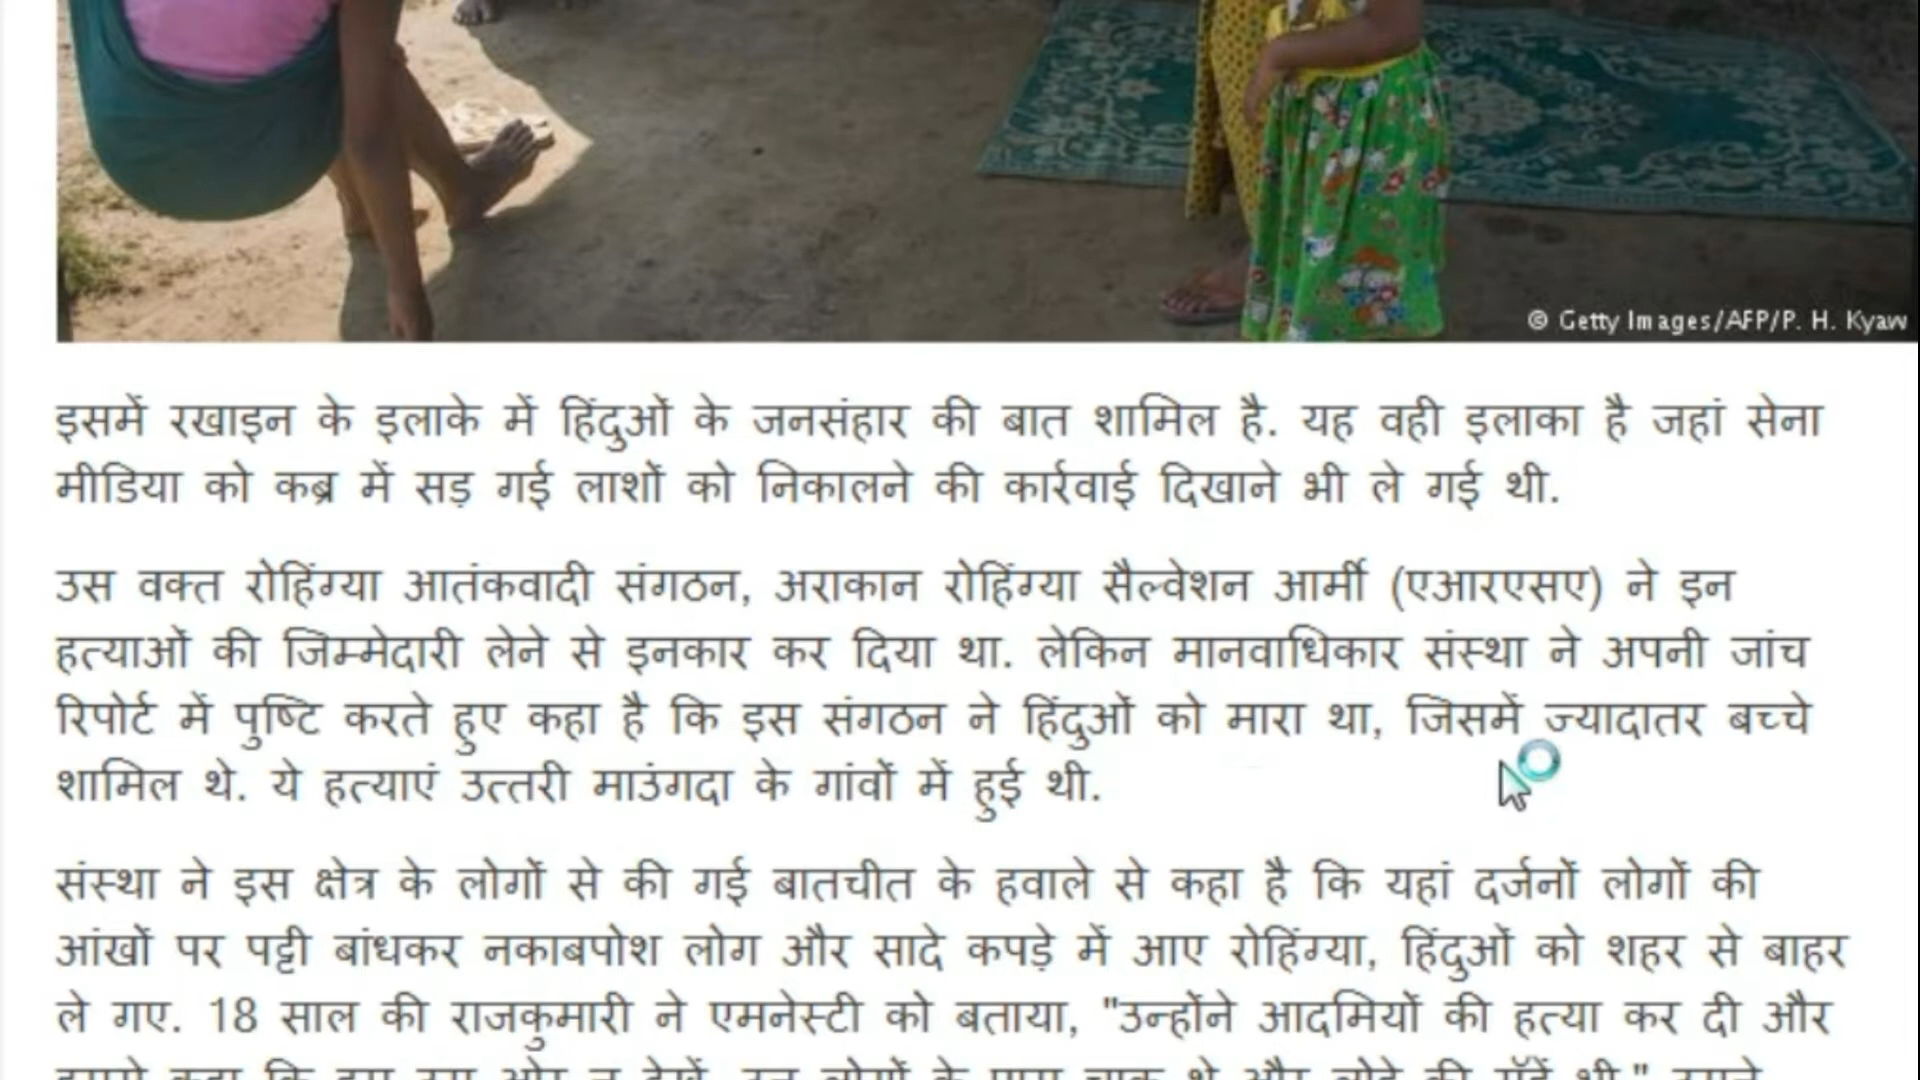 © Getty Images/AFP/P. H. Kyaw
इसमें रखाइन के इलाके में हिंदुओं के जनसंहार की बात शामिल है. यह वही इलाका है जहां सेना
मीडिया को कब्र में सड़ गई लाशों को निकालने की कार्रवाई दिखाने भी ले गई थी.
उस वक्त रोहिंग्या आतंकवादी संगठन, अराकान रोहिंग्या सैल्वेशन आर्मी (एआरएसए) ने इन
हत्याओं की जिम्मेदारी लेने से इनकार कर दिया था. लेकिन मानवाधिकार संस्था ने अपनी जांच
रिपोर्ट में पुष्टि करते हुए कहा है कि इस संगठन ने हिंदुओं को मारा था, जिसमें ज्यादातर बच्चे
शामिल थे. ये हत्याएं उत्तरी माउंगदा के गांवों में हुई थी.
संस्था ने इस क्षेत्र के लोगों से की गई बातचीत के हवाले से कहा है कि यहां दर्जनों लोगों की
आंखों पर पट्टी बांधकर नकाबपोश लोग और सादे कपड़े में आए रोहिंग्या, हिंदुओं को शहर से बाहर
ले गए. 18 साल की राजकुमारी ने एमनेस्टी को बताया, "उन्होंने आदमियों की हत्या कर दी और